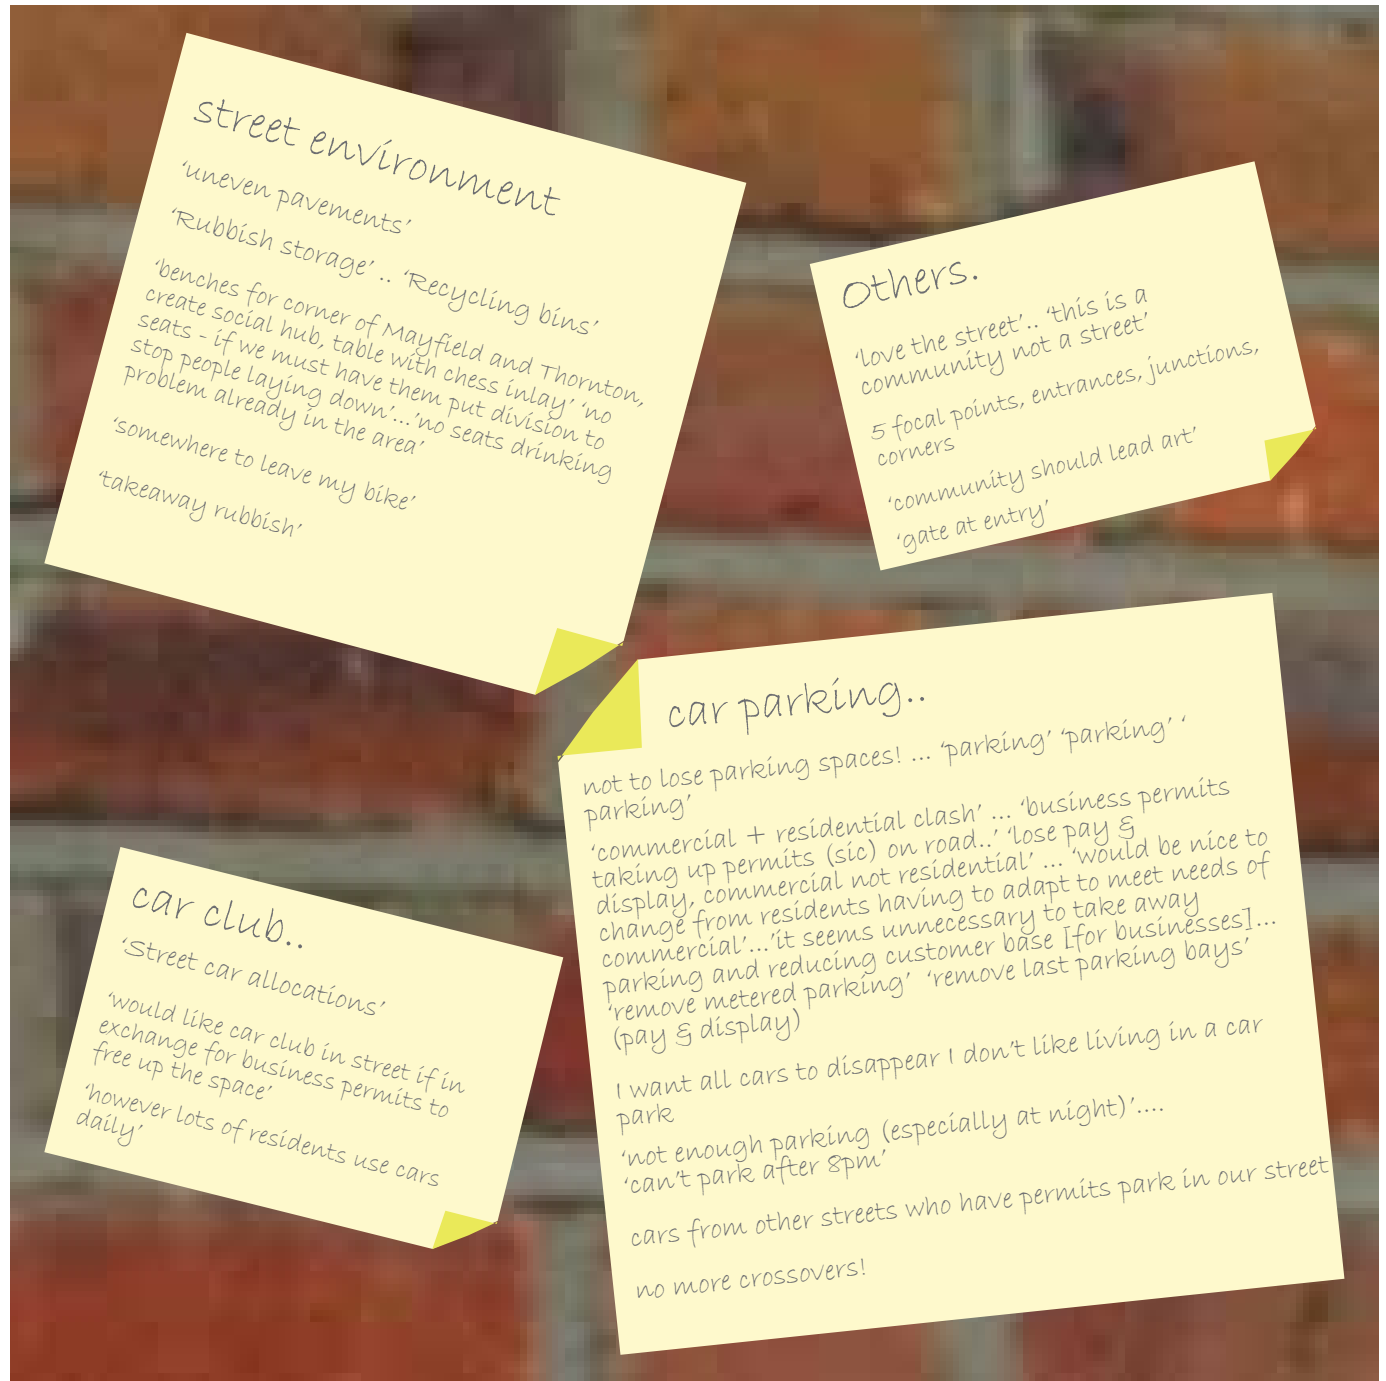 street environment
‘uneven pavements’
‘Rubbish storage’ .. ‘Recycling bins’
‘benches for corner of Mayfield and Thornton,
create social hub, table with chess inlay’ ‘no
seats - if we must have them put division to
stop people laying down’...’no seats drinking
problem already in the area’
‘somewhere to leave my bike’
‘takeaway rubbish’
Others.
‘love the street’.. ‘this is a
community not a street’
5 focal points, entrances, junctions,
corners
‘community should lead art’
‘gate at entry’
car parking..
not to lose parking spaces! ... ‘parking’ ‘parking’ ‘
parking’
‘commercial + residential clash’ ... ‘business permits
taking up permits (sic) on road..’ ‘lose pay &
display, commercial not residential’ ... ‘would be nice to
change from residents having to adapt to meet needs of
commercial’...’it seems unnecessary to take away
parking and reducing customer base [for businesses]...
‘remove metered parking’  ‘remove last parking bays’
(pay & display)
I want all cars to disappear I don’t like living in a car
park
‘not enough parking (especially at night)’....
‘can’t park after 8pm’
cars from other streets who have permits park in our street
no more crossovers!
car club..
‘Street car allocations’
‘would like car club in street if in
exchange for business permits to
free up the space’
‘however lots of residents use cars
daily’